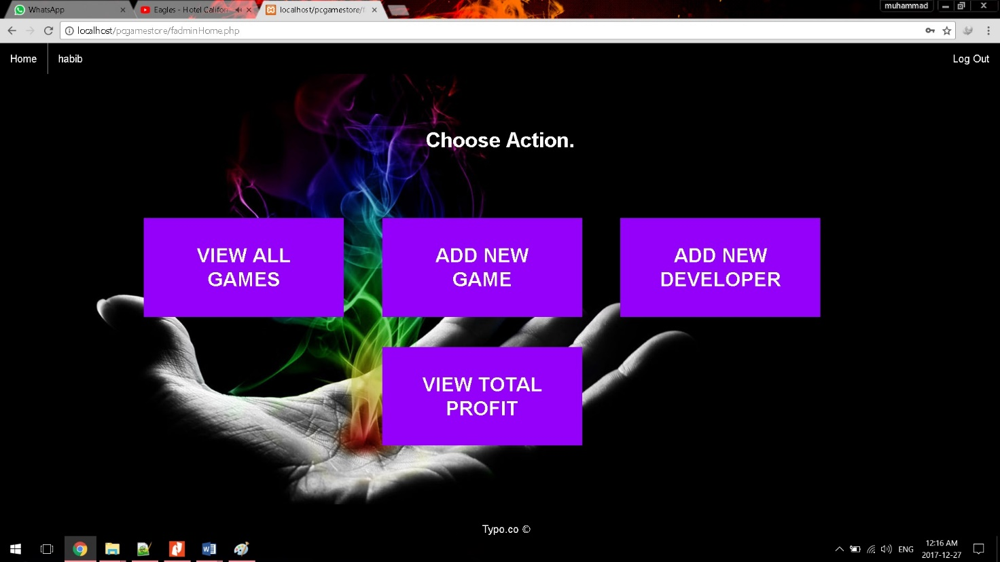 WhatsApp
Eagles - Hotel Califor
localhost/pcgamestore/f
muhammad
localhost/pcgamestore/fadminHome.php
Home
habib
Log Out
Choose Action.
VIEW ALL
GAMES
ADD NEW
GAME
ADD NEW
DEVELOPER
VIEW TOTAL
PROFIT
Typo.co ©
ENG
12:16 AM
2017-12-27